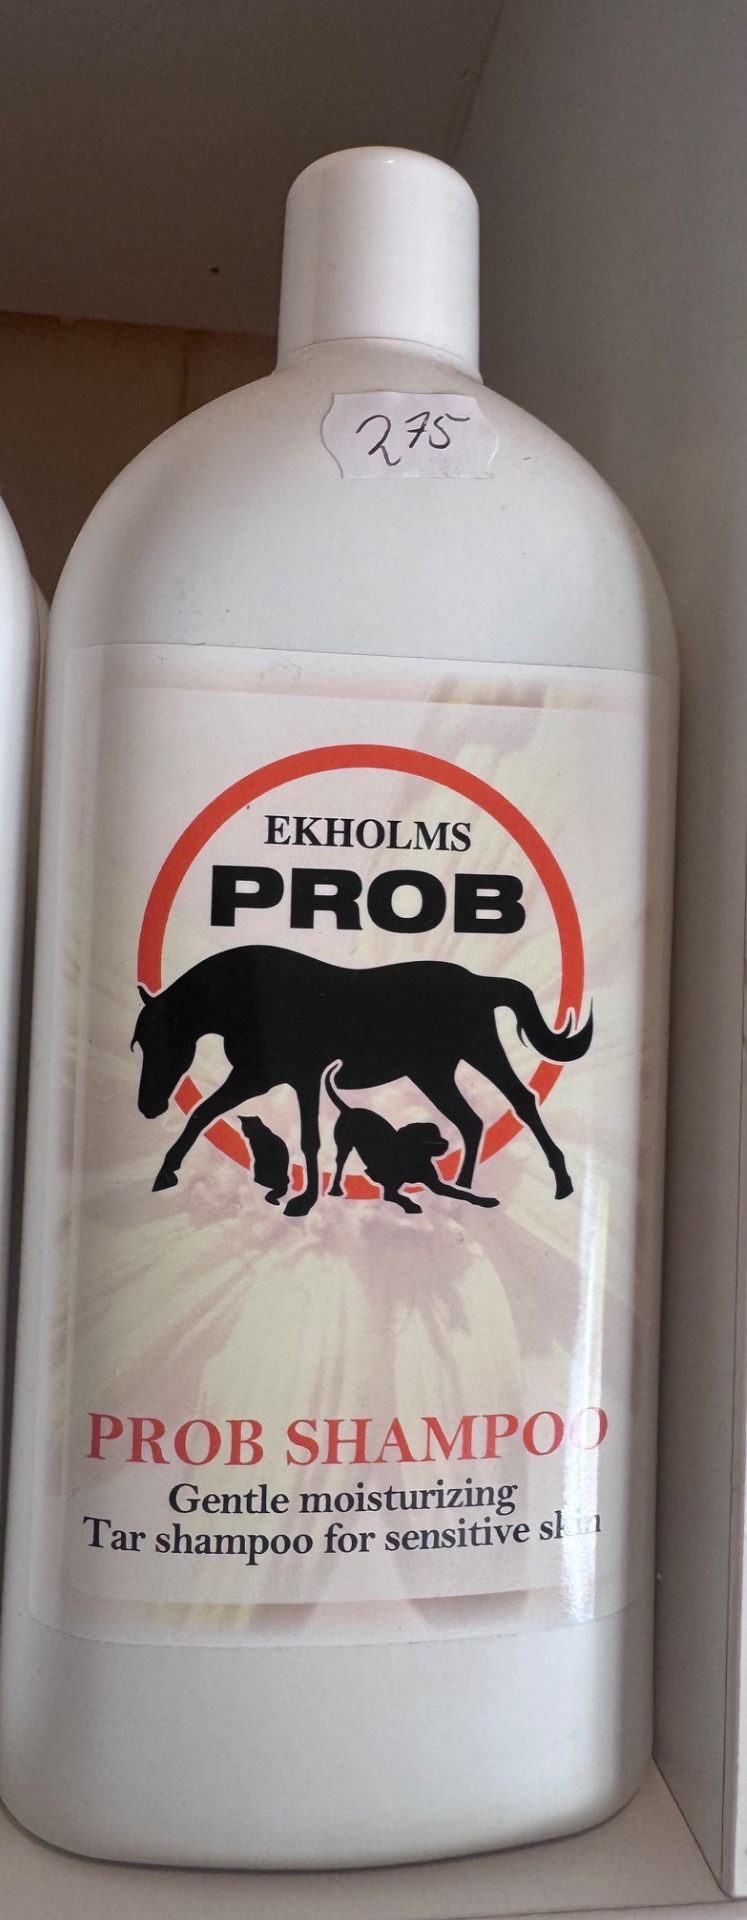 275
EKHOLMS
PROB
PROB SHAMPOO
Gentle moisturizing
Tar shampoo for sensitive skin